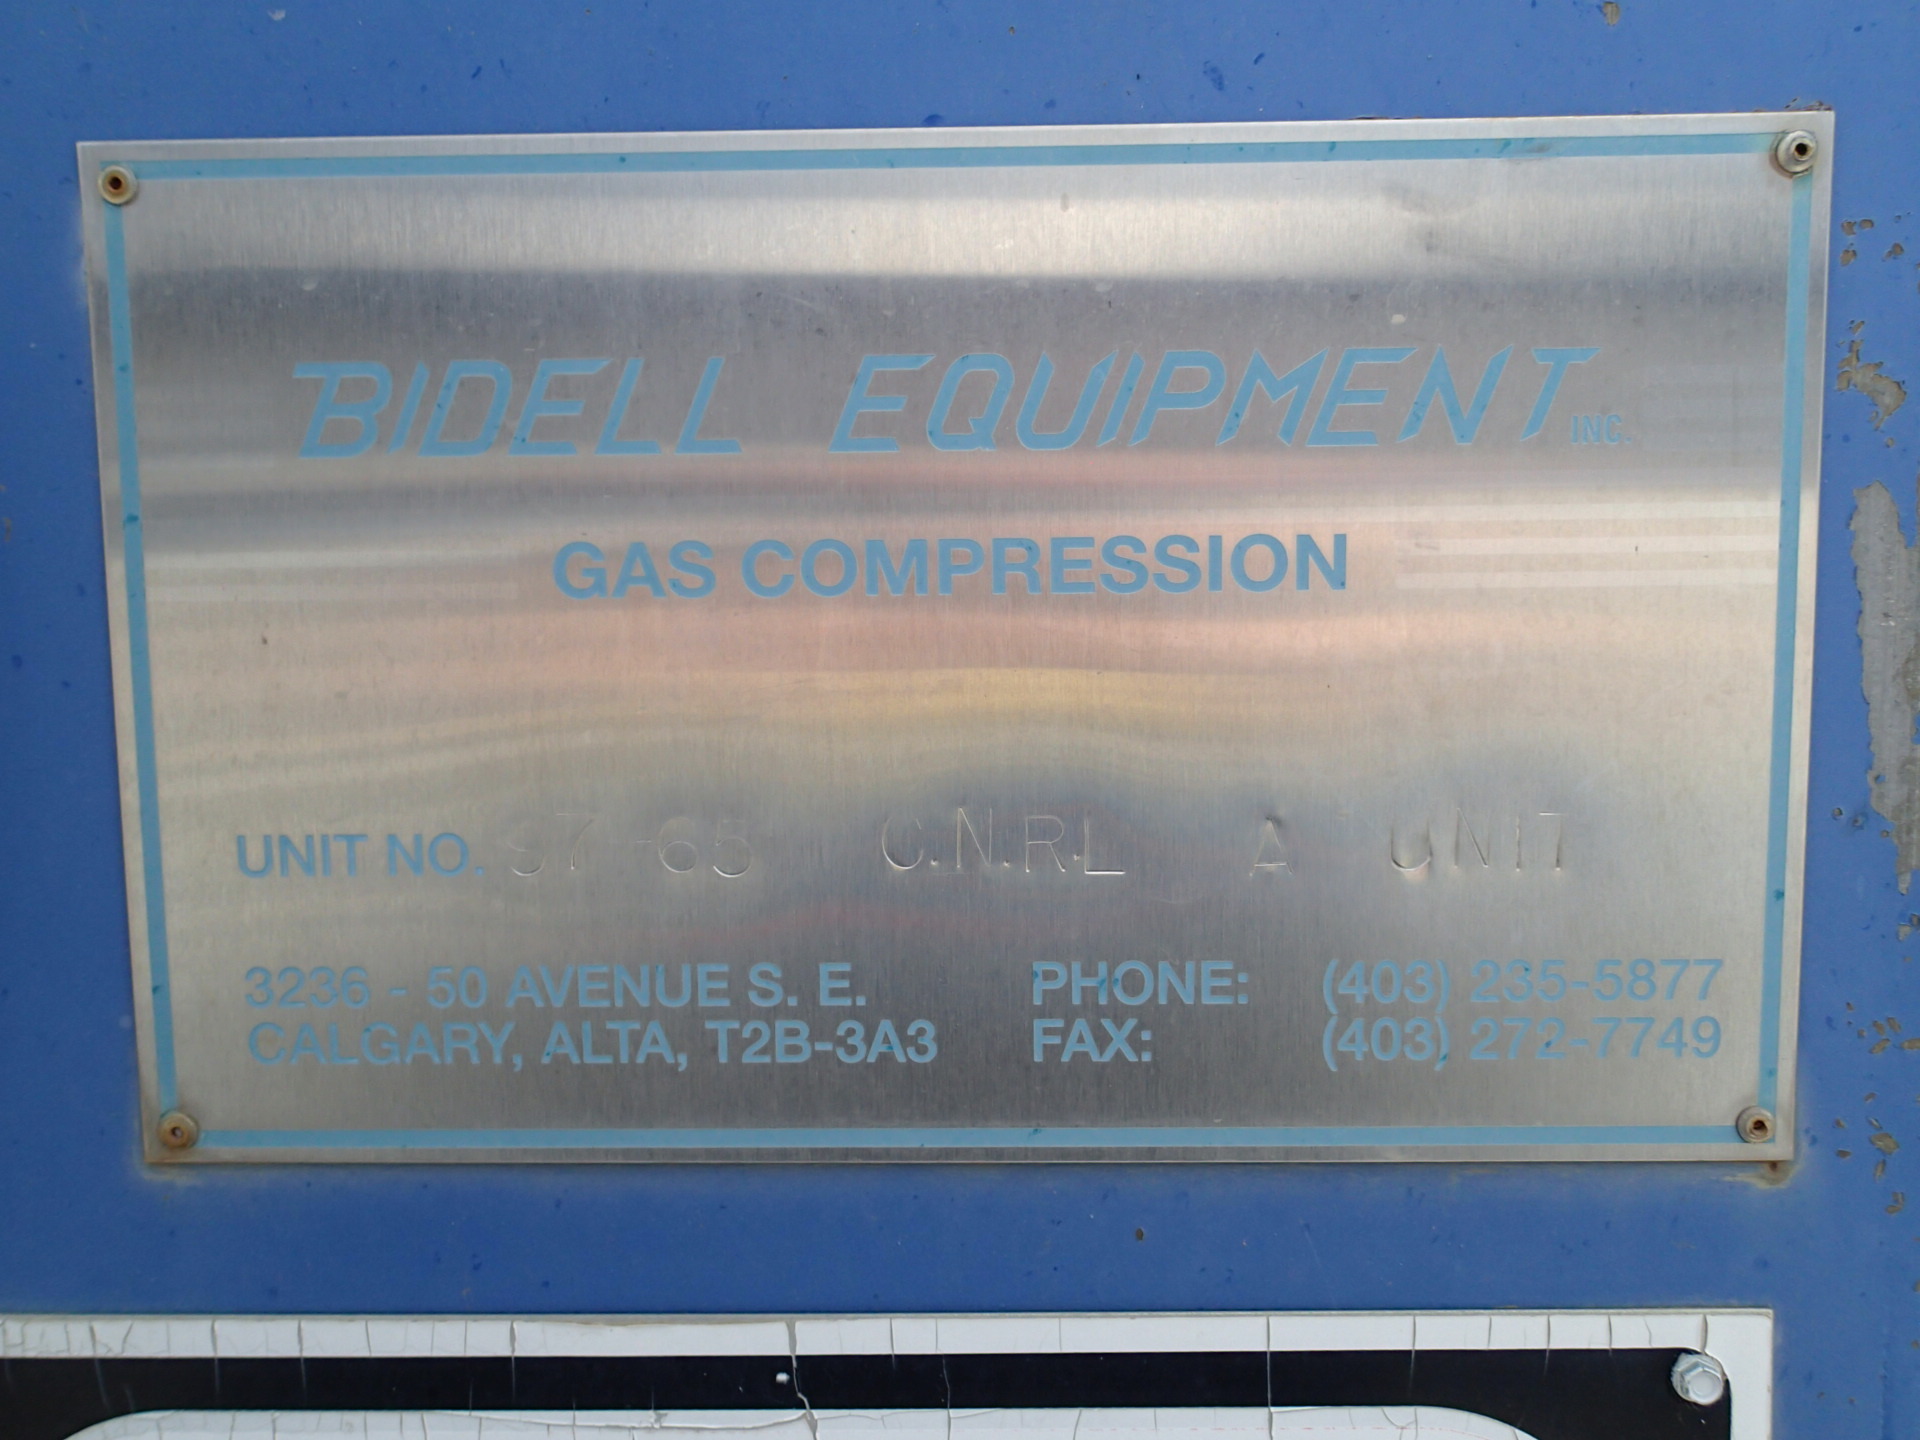 BIDELL EQUIPMENT INC.
GAS COMPRESSION
UNIT NO. 97-65 C.N.R.L A UNIT
3236 - 50 AVENUE S. E. PHONE: (403) 235-5877
CALGARY, ALTA, T2B-3A3 FAX: (403) 272-7749